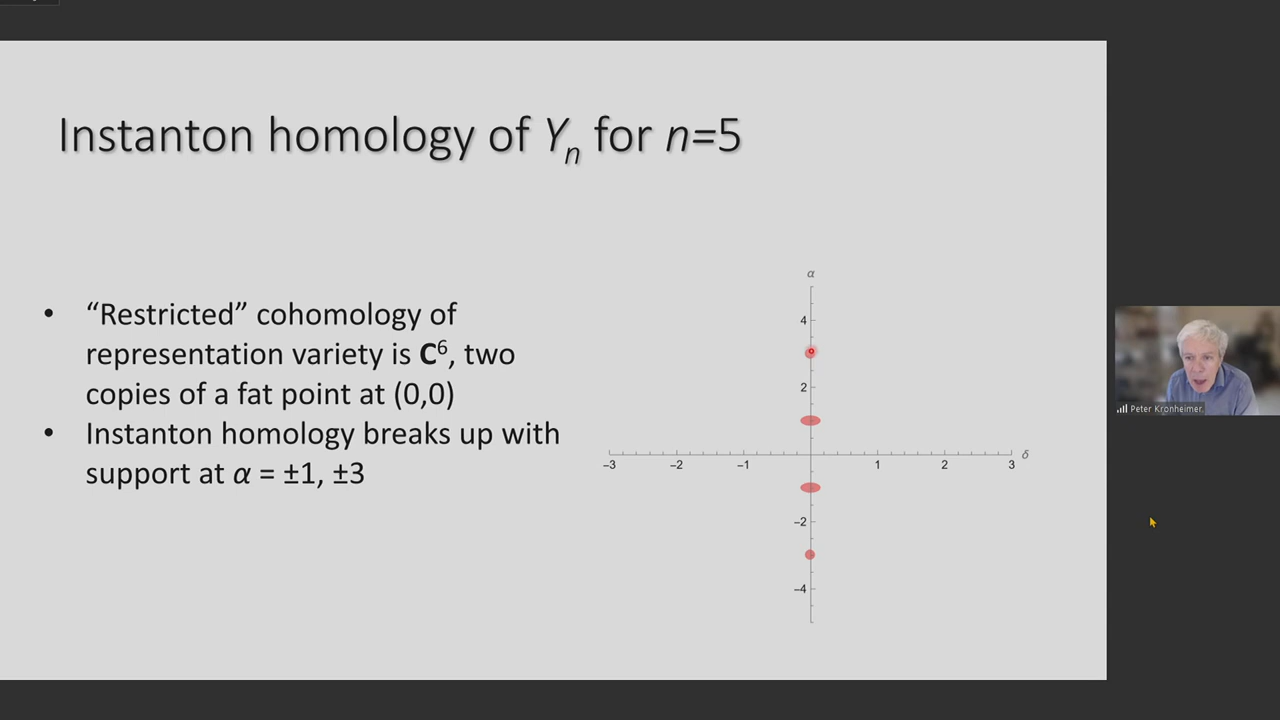 Instanton homology of Yn for n=5
• “Restricted” cohomology of
representation variety is C⁶, two
copies of a fat point at (0,0)
• Instanton homology breaks up with
support at α = ±1, ±3
α
4
2
−3 −2 −1 1 2 3 δ
−2
−4
Peter Kronheimer.